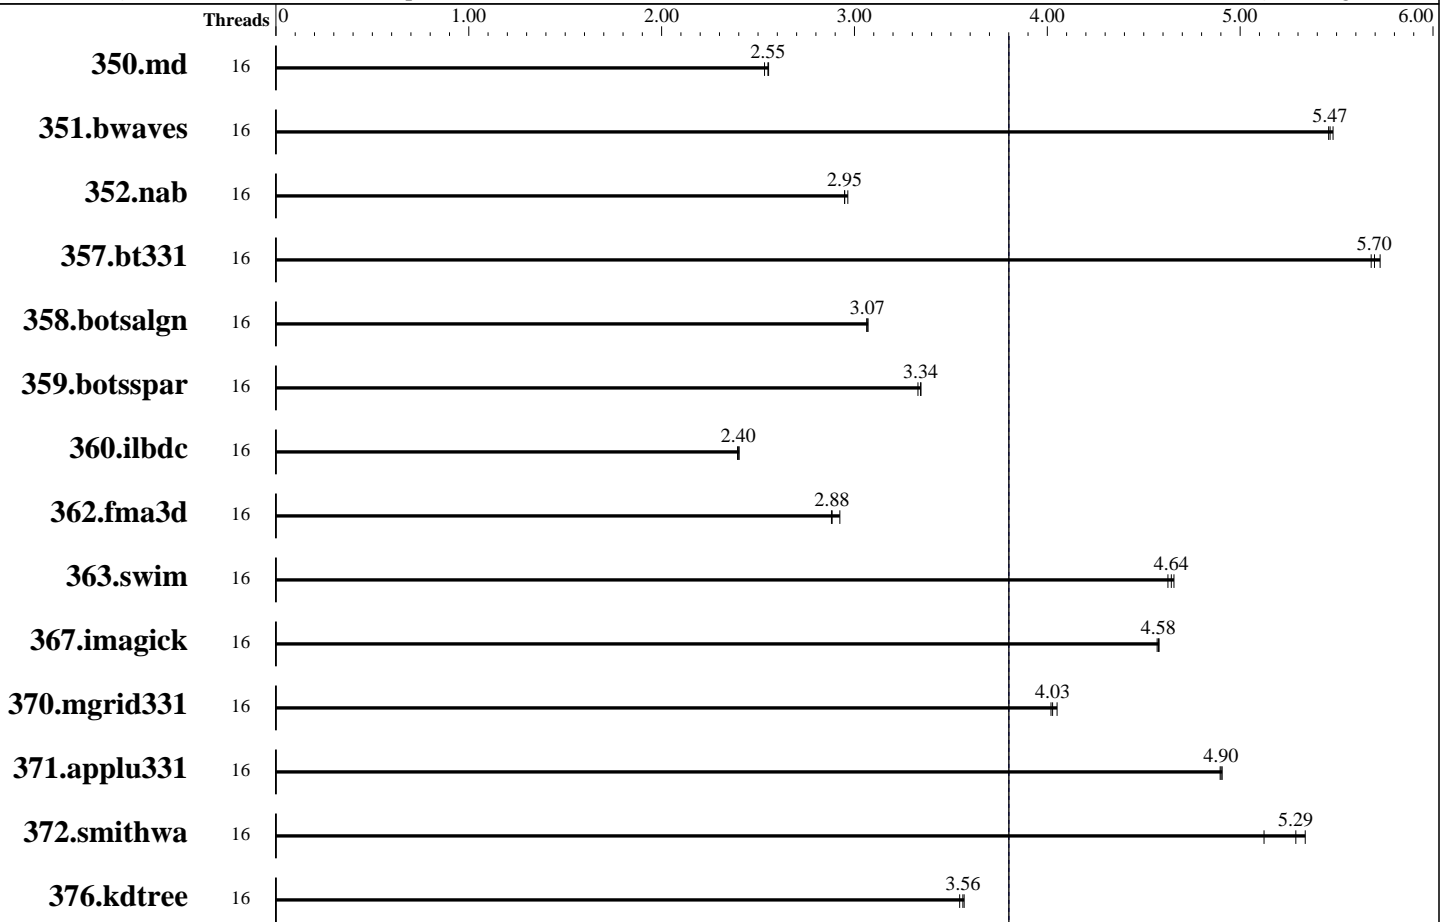 Threads 0 1.00 2.00 3.00 4.00 5.00 6.00
350.md 16 2.55
351.bwaves 16 5.47
352.nab 16 2.95
357.bt331 16 5.70
358.botsalgn 16 3.07
359.botsspar 16 3.34
360.ilbdc 16 2.40
362.fma3d 16 2.88
363.swim 16 4.64
367.imagick 16 4.58
370.mgrid331 16 4.03
371.applu331 16 4.90
372.smithwa 16 5.29
376.kdtree 16 3.56